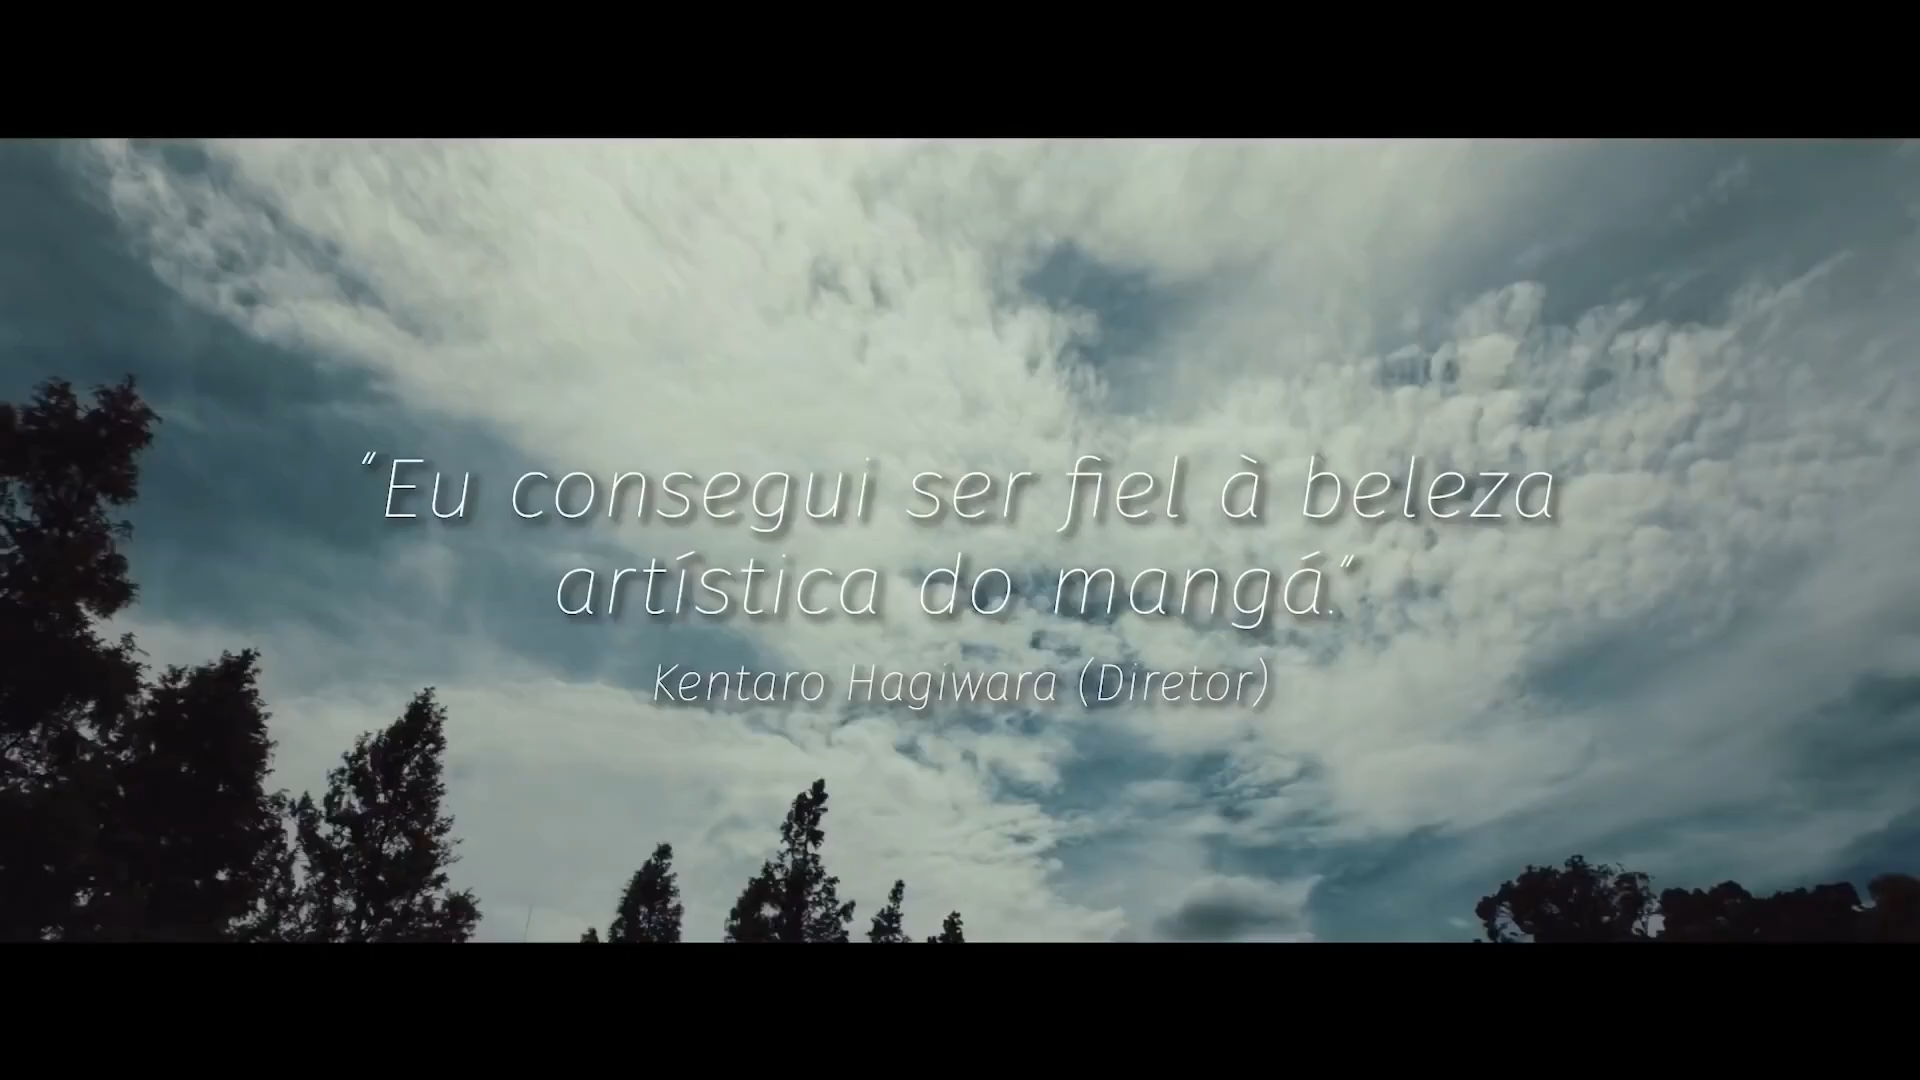 "Eu consegui ser fiel à beleza
artística do mangá."
Kentaro Hagiwara (Diretor)